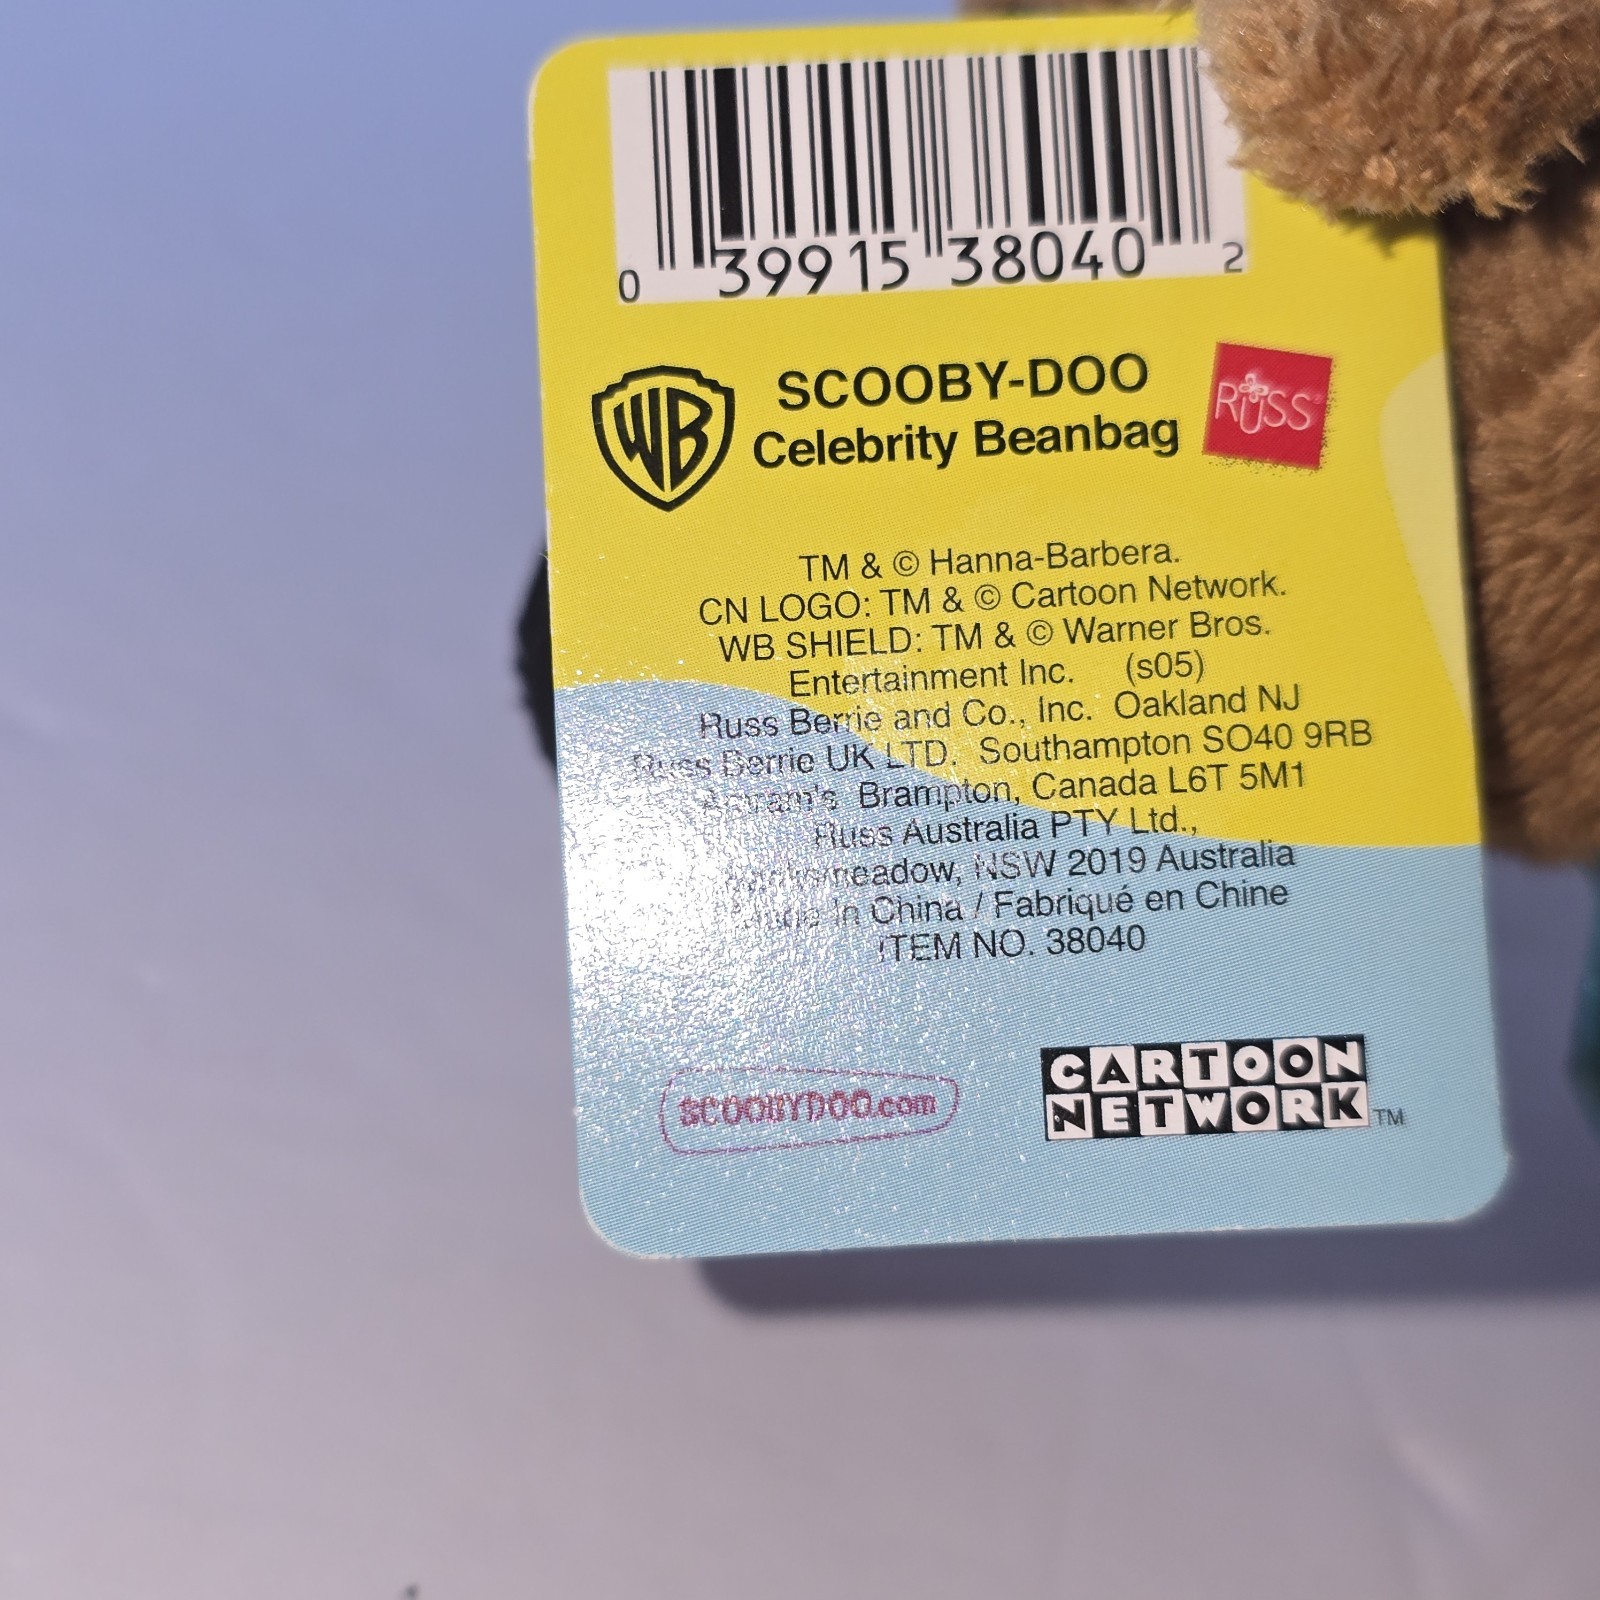 0 39915 38040 2
WB
SCOOBY-DOO
Celebrity Beanbag
RUSS
TM & © Hanna-Barbera.
CN LOGO: TM & © Cartoon Network.
WB SHIELD: TM & © Warner Bros.
Entertainment Inc. (s05)
Russ Berrie and Co., Inc. Oakland NJ
Russ Berrie UK LTD. Southampton SO40 9RB
Brampton, Canada L6T 5M1
Russ Australia PTY Ltd.,
NSW 2019 Australia
Made In China / Fabriqué en Chine
ITEM NO. 38040
SCOOBYDOO.com
CARTOON
NETWORK TM